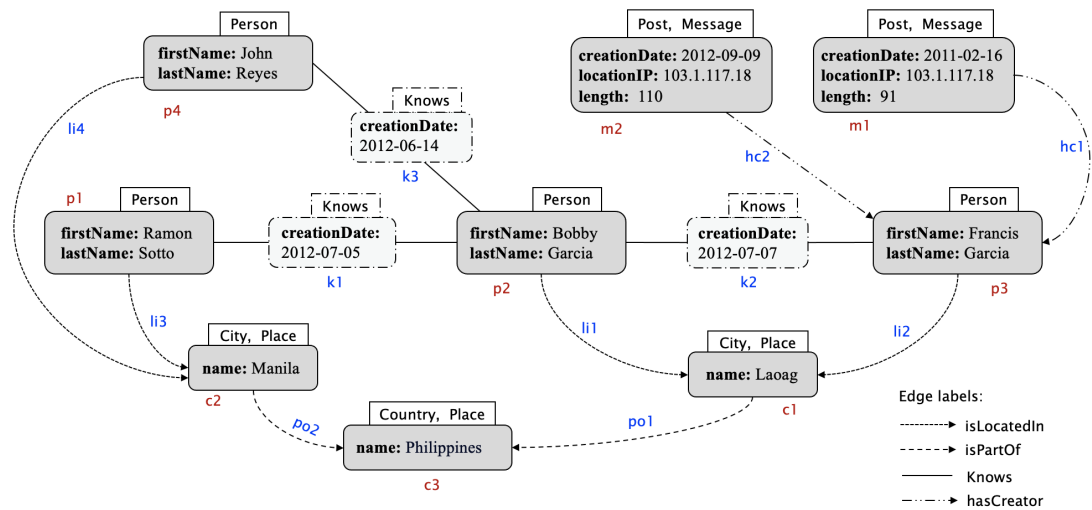 Person
firstName: John
lastName: Reyes
p4
Post, Message
creationDate: 2012-09-09
locationIP: 103.1.117.18
length: 110
m2
Post, Message
creationDate: 2011-02-16
locationIP: 103.1.117.18
length: 91
m1
li4
Knows
creationDate:
2012-06-14
k3
hc2
hc1
p1
Person
firstName: Ramon
lastName: Sotto
Knows
creationDate:
2012-07-05
k1
Person
firstName: Bobby
lastName: Garcia
p2
Knows
creationDate:
2012-07-07
k2
Person
firstName: Francis
lastName: Garcia
p3
li3
li1
li2
City, Place
name: Manila
c2
City, Place
name: Laoag
c1
po2
Country, Place
name: Philippines
c3
po1
Edge labels:
isLocatedIn
isPartOf
Knows
hasCreator